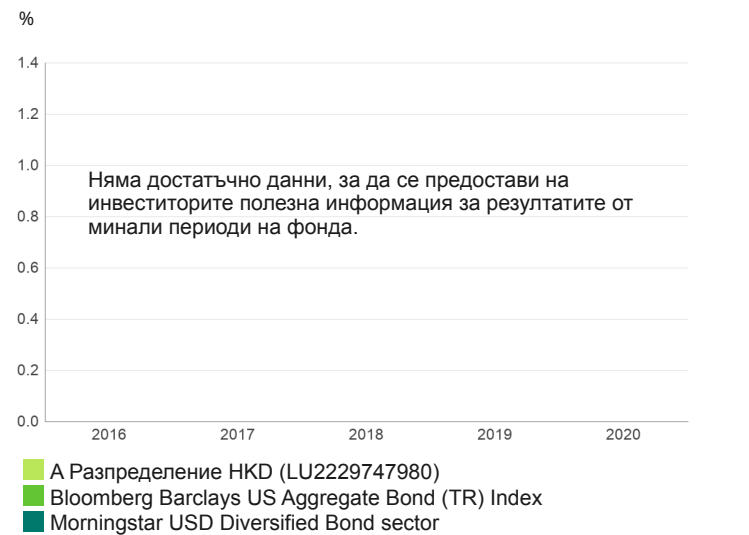 %
1.4
1.2
1.0
Няма достатъчно данни, за да се предостави на
инвеститорите полезна информация за резултатите от
0.8
минали периоди на фонда.
0.6
0.4
0.2
0.0
2016 2017 2018 2019 2020
А Разпределение HKD (LU2229747980)
Bloomberg Barclays US Aggregate Bond (TR) Index
Morningstar USD Diversified Bond sector